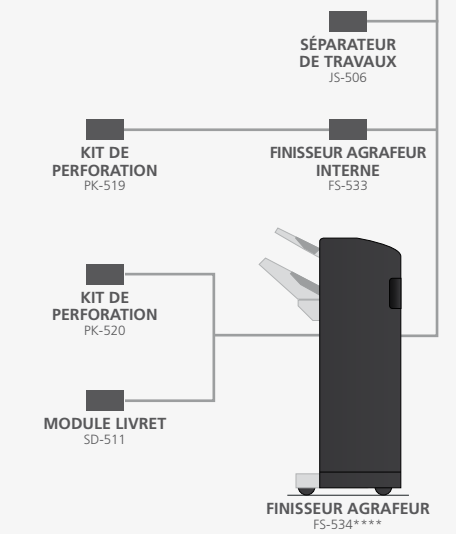 SÉPARATEUR
DE TRAVAUX
JS-506
KIT DE
PERFORATION
PK-519
FINISSEUR AGRAFEUR
INTERNE
FS-533
KIT DE
PERFORATION
PK-520
MODULE LIVRET
SD-511
FINISSEUR AGRAFEUR
FS-534****